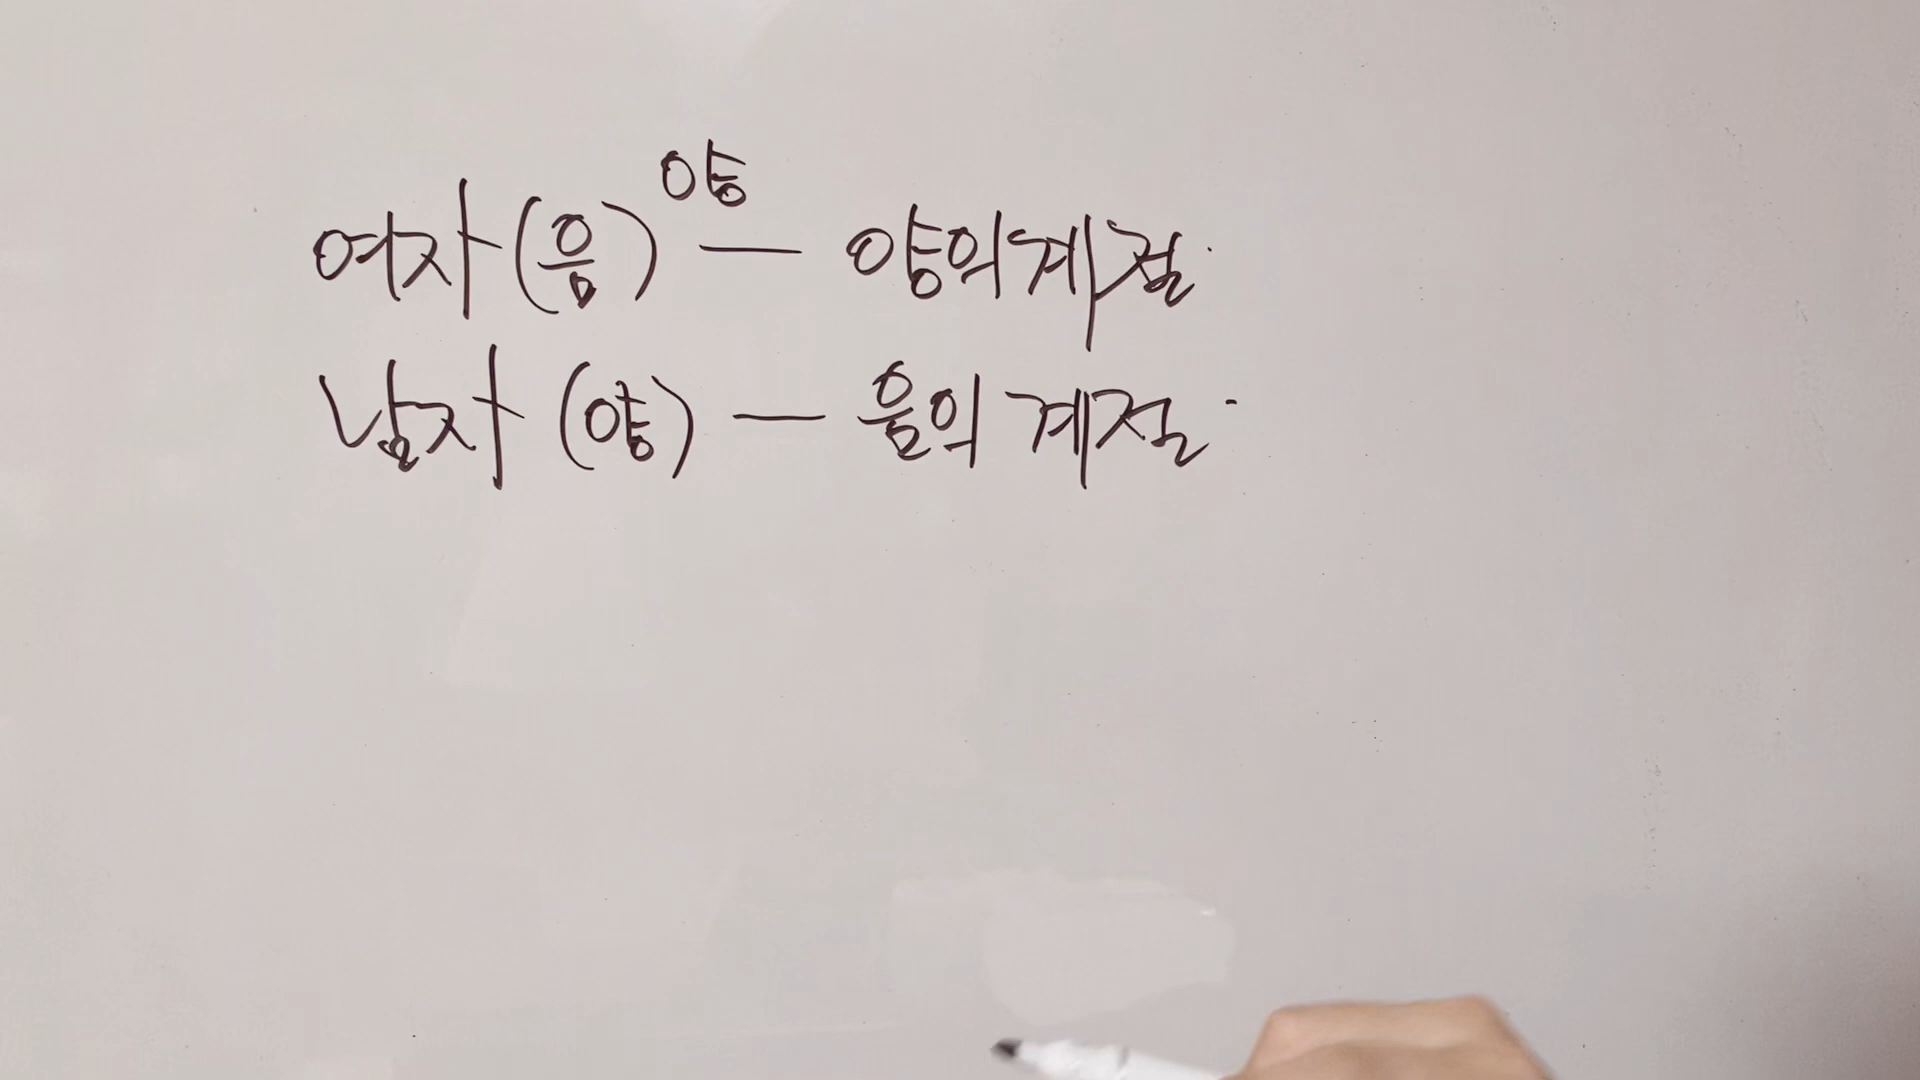 양
여자(음) — 양의계절
남자 (양) — 음의 계절